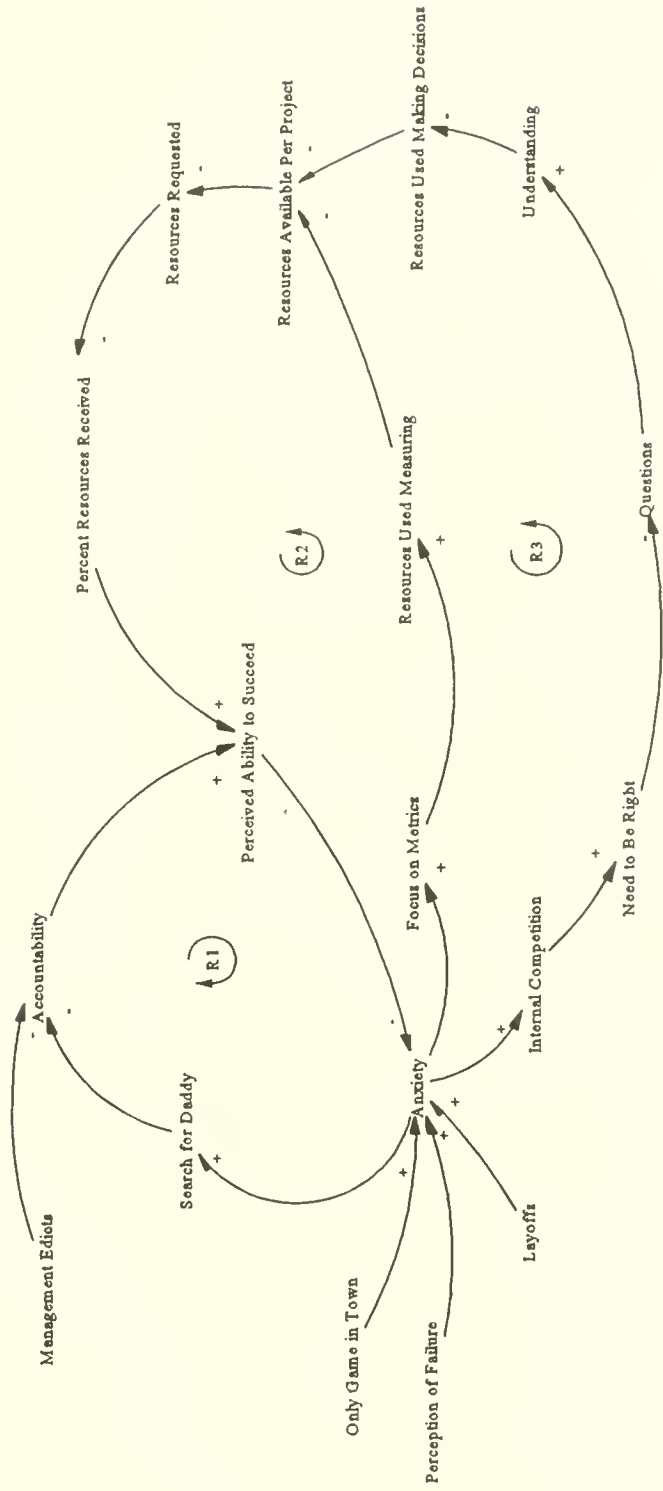 Management Edicts
- Accountability
-
Percent Resources Received
-
Resources Requested
-
Search for Daddy
+
R1
+
+
Perceived Ability to Succeed
Resources Available Per Project
-
-
R2
Only Game in Town
+
-
Anxiety
+
+
Focus on Metrics
+
Resources Used Measuring
+
Resources Used Making Decisions
-
Perception of Failure
Layoffs
+
Internal Competition
R3
Understanding
+
+
Need to Be Right
-
Questions